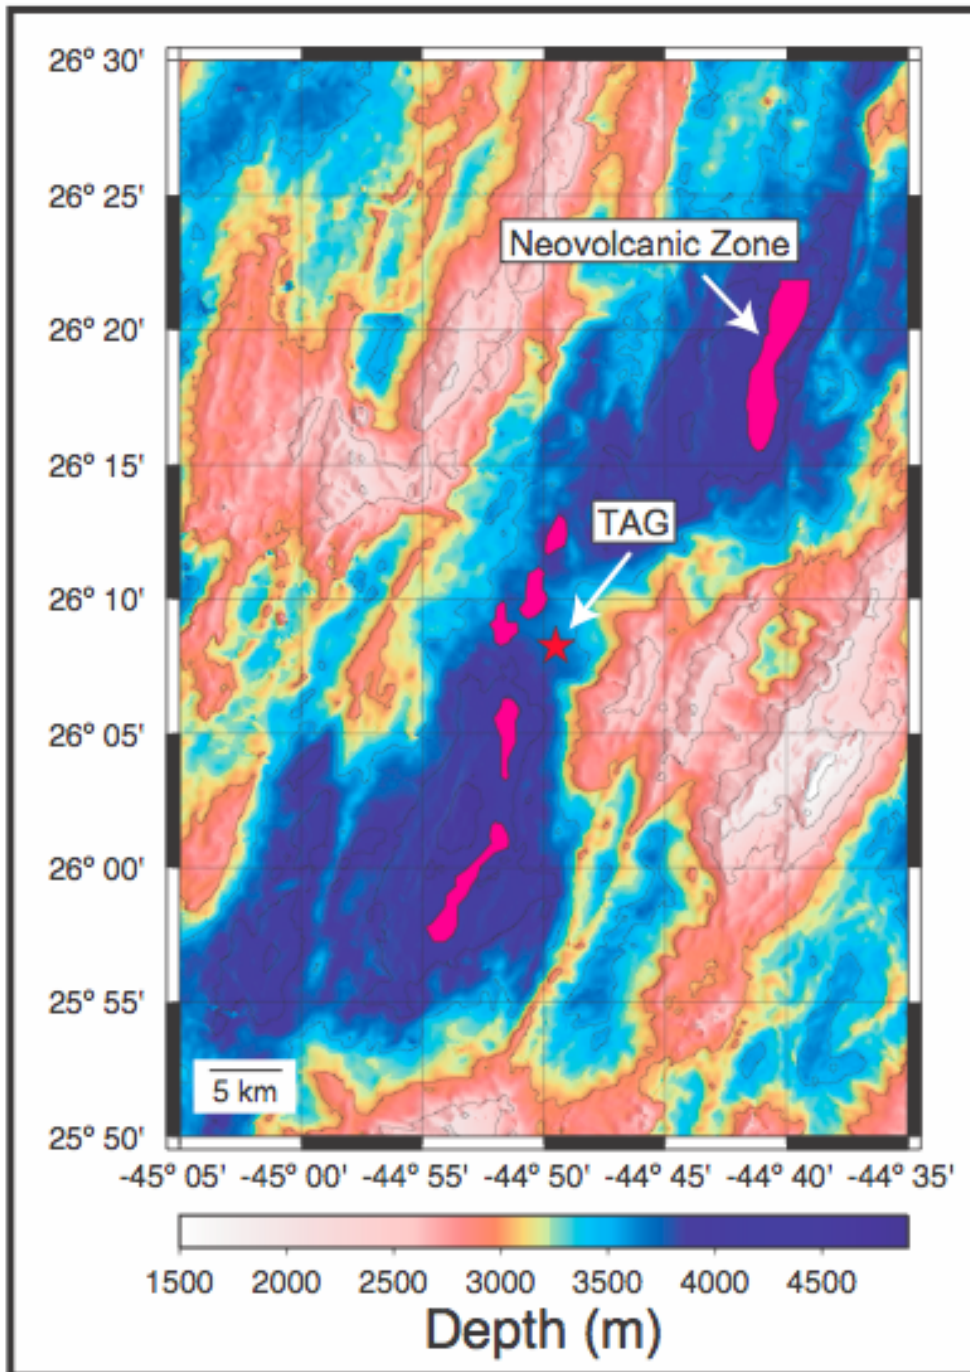 26° 30'
26° 25'
Neovolcanic Zone
26° 20'
26° 15'
TAG
26° 10'
26° 05'
26° 00'
25° 55'
5 km
25° 50'
-45° 05' -45° 00' -44° 55' -44° 50' -44° 45' -44° 40' -44° 35'
1500 2000 2500 3000 3500 4000 4500
Depth (m)